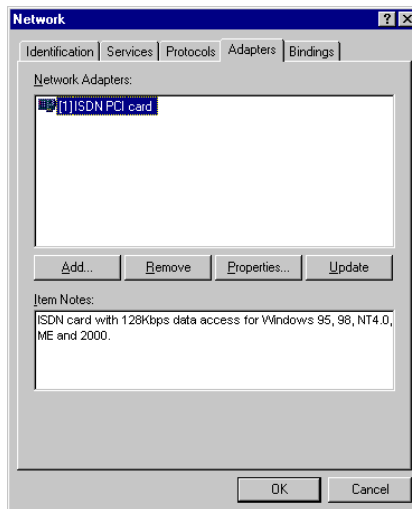 Network
Identification Services Protocols Adapters Bindings
Network Adapters:
[1]ISDN PCI card
Add... Remove Properties... Update
Item Notes:
ISDN card with 128Kbps data access for Windows 95, 98, NT4.0,
ME and 2000.
OK Cancel